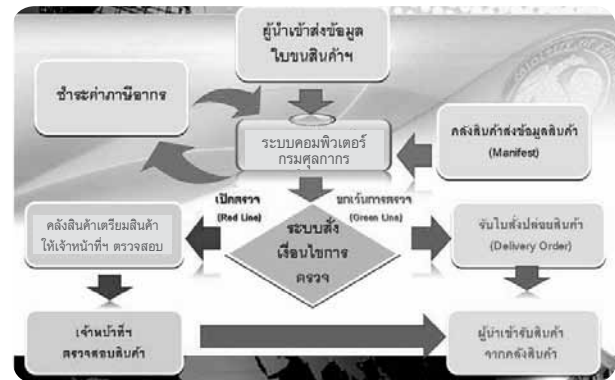 ผู้นำเข้าส่งข้อมูล
ใบขนสินค้าฯ
ชำระค่าภาษีอากร
ระบบคอมพิวเตอร์
กรมศุลกากร
คลังสินค้าส่งข้อมูลสินค้า
(Manifest)
เปิดตรวจ
(Red Line)
ยกเว้นการตรวจ
(Green Line)
คลังสินค้าเตรียมสินค้า
ให้เจ้าหน้าที่ฯ ตรวจสอบ
ระบบสั่ง
เงื่อนไขการ
ตรวจ
รับใบสั่งปล่อยสินค้า
(Delivery Order)
เจ้าหน้าที่ฯ
ตรวจสอบสินค้า
ผู้นำเข้ารับสินค้า
จากคลังสินค้า